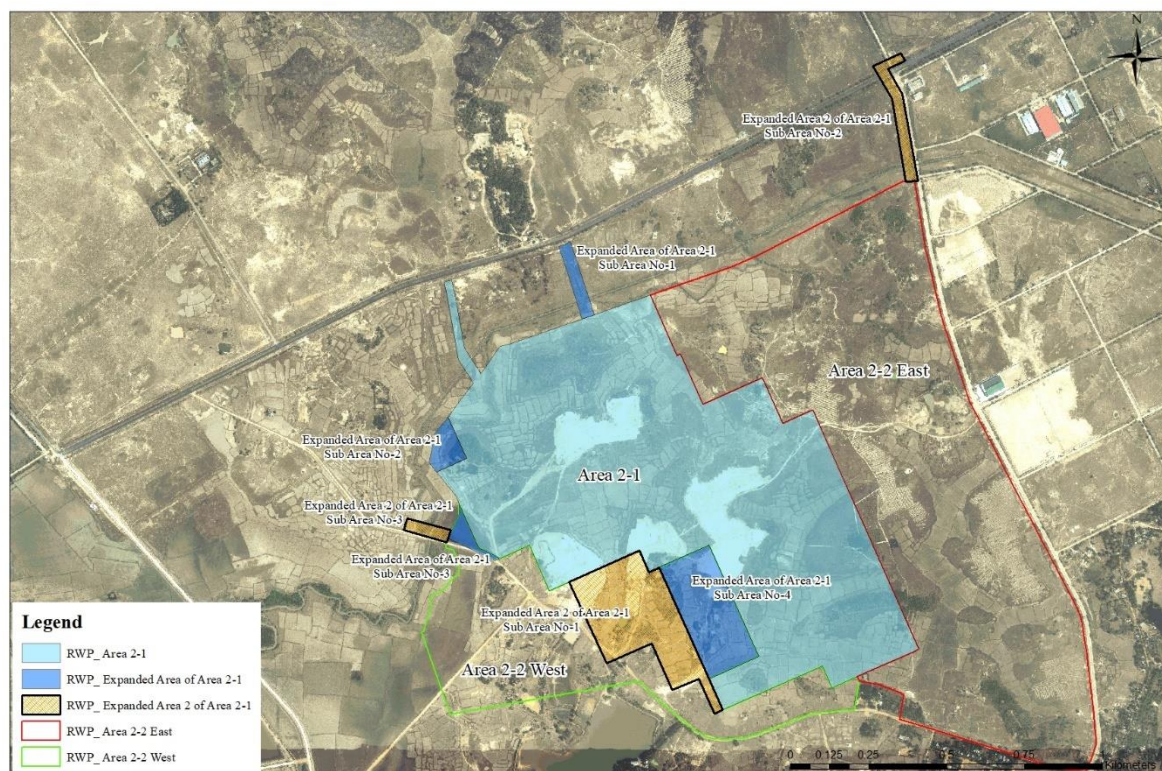 N
Expanded Area 2 of Area 2-1
Sub Area No-2
Expanded Area of Area 2-1
Sub Area No-1
Area 2-2 East
Expanded Area of Area 2-1
Sub Area No-2
Area 2-1
Expanded Area 2 of Area 2-1
Sub Area No-3
Expanded Area of Area 2-1
Sub Area No-3
Expanded Area of Area 2-1
Sub Area No-4
Expanded Area 2 of Area 2-1
Sub Area No-1
Area 2-2 West
Legend
RWP_ Area 2-1
RWP_ Expanded Area of Area 2-1
RWP_ Expanded Area 2 of Area 2-1
RWP_ Area 2-2 East
RWP_ Area 2-2 West
0 0.125 0.25 0.5 0.75 1
Kilometers